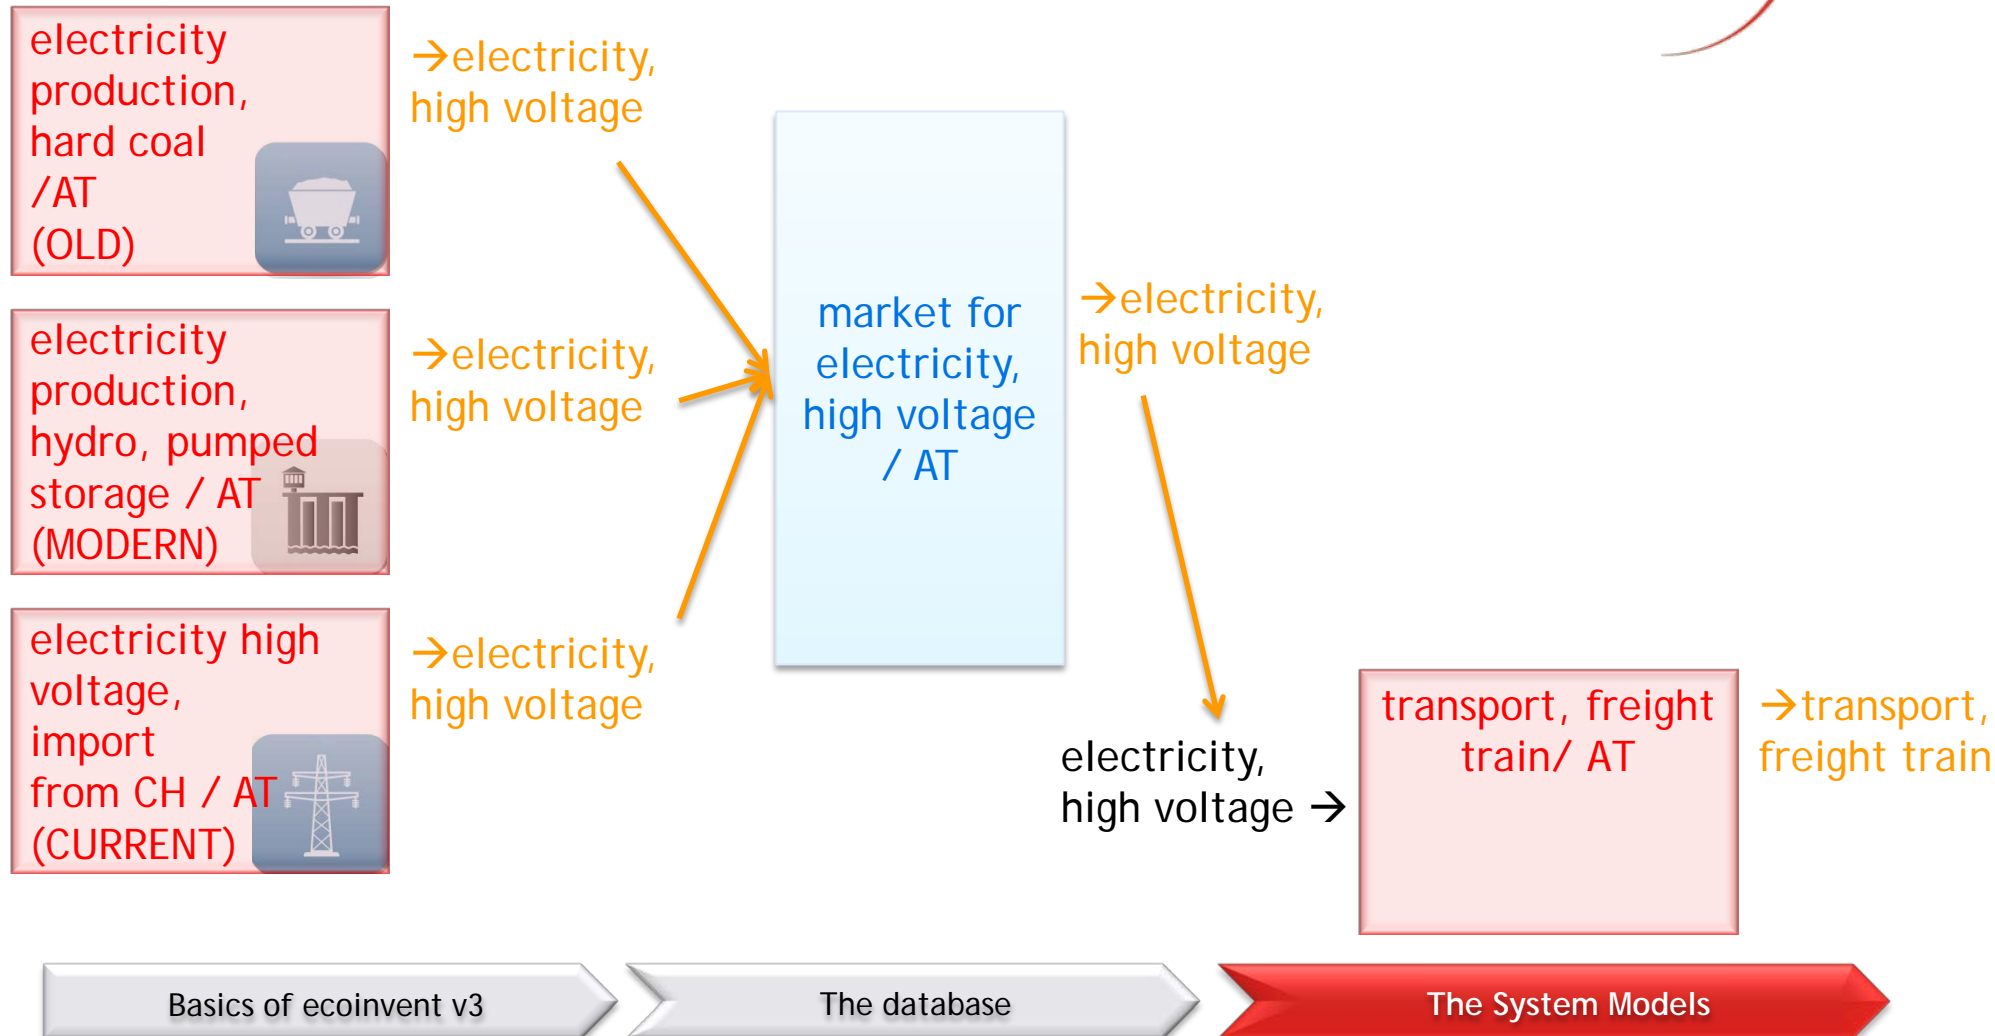 electricity
production,
hard coal
/AT
(OLD)
→electricity,
high voltage
electricity
production,
hydro, pumped
storage / AT
(MODERN)
→electricity,
high voltage
electricity high
voltage,
import
from CH / AT
(CURRENT)
→electricity,
high voltage
market for
electricity,
high voltage
/ AT
→electricity,
high voltage
electricity,
high voltage →
transport, freight
train/ AT
→transport,
freight train
Basics of ecoinvent v3
The database
The System Models